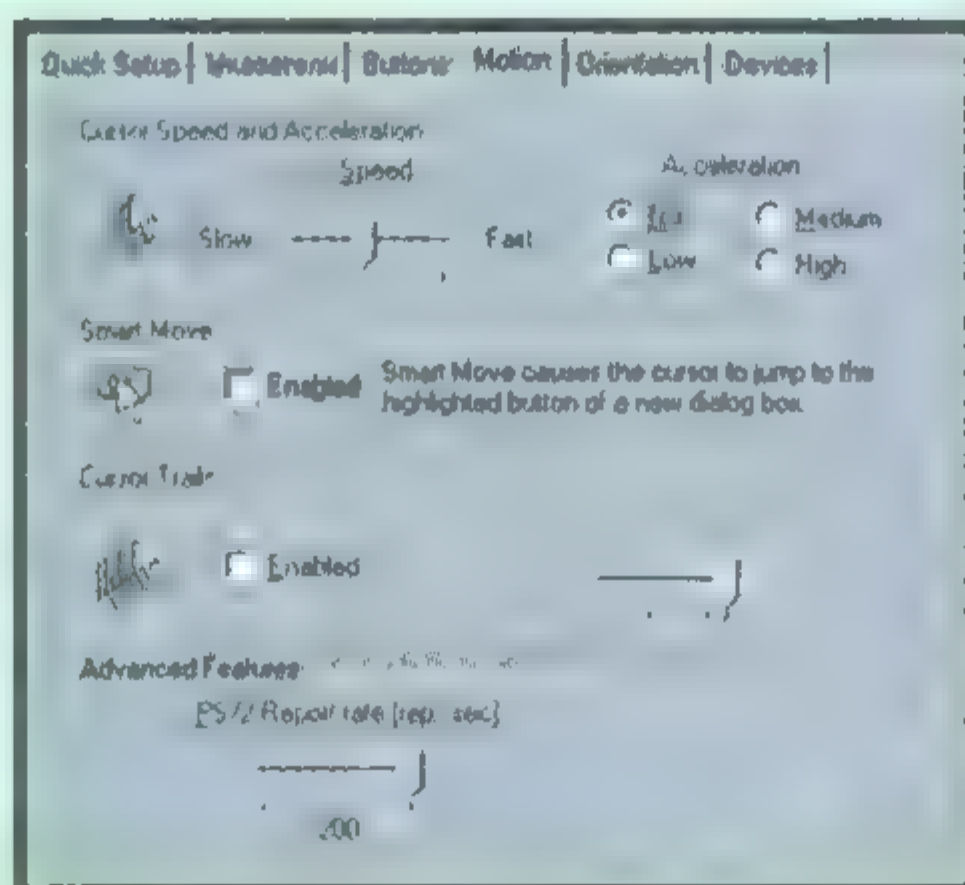 Quick Setup Buttons Motion Orientation Devices
Cursor Speed and Acceleration
Speed Acceleration
Slow Fast Medium
Low High
Smart Move
Enabled Smart Move causes the cursor to jump to the
highlighted button of a new dialog box.
Cursor Trails
Enabled
Advanced Features
PS/2 Report rate [rep. sec]
200